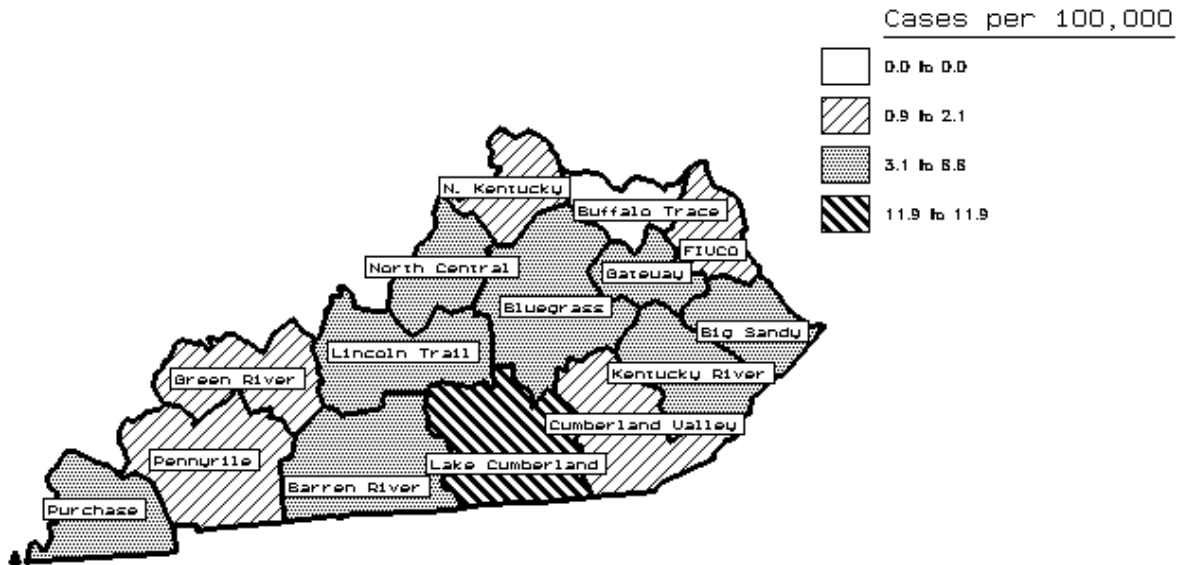 Cases per 100,000
0.0 to 0.0
0.9 to 2.1
3.1 to 6.6
11.9 to 11.9
N. Kentucky
Buffalo Trace
FIVCO
North Central
Gateway
Bluegrass
Big Sandy
Lincoln Trail
Kentucky River
Green River
Cumberland Valley
Pennyrile
Lake Cumberland
Barren River
Purchase